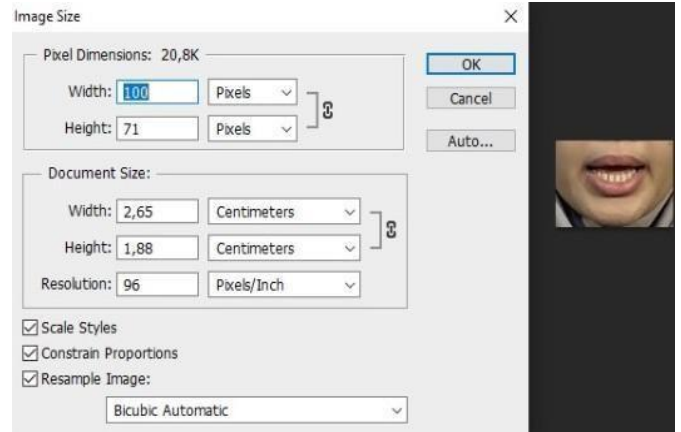 Image Size
Pixel Dimensions: 20,8K
OK
Width: 100 Pixels
Cancel
Height: 71 Pixels
Auto...
Document Size:
Width: 2,65 Centimeters
Height: 1,88 Centimeters
Resolution: 96 Pixels/Inch
Scale Styles
Constrain Proportions
Resample Image:
Bicubic Automatic